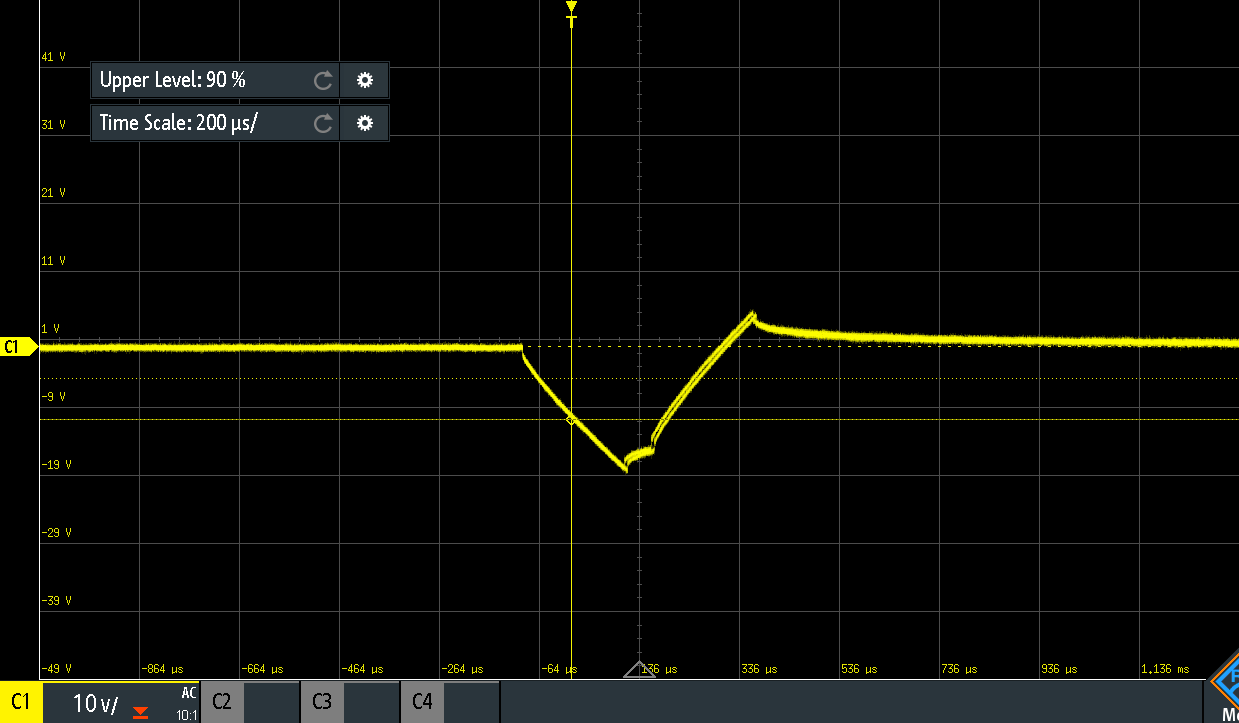 T
41 V
Upper Level: 90 %
Time Scale: 200 µs/
31 V
21 V
11 V
1 V
C1
-9 V
-19 V
-29 V
-39 V
-49 V
-864 µs
-664 µs
-464 µs
-264 µs
-64 µs
136 µs
336 µs
536 µs
736 µs
936 µs
1.136 ms
C1
10 v/
AC
10:1
C2
C3
C4